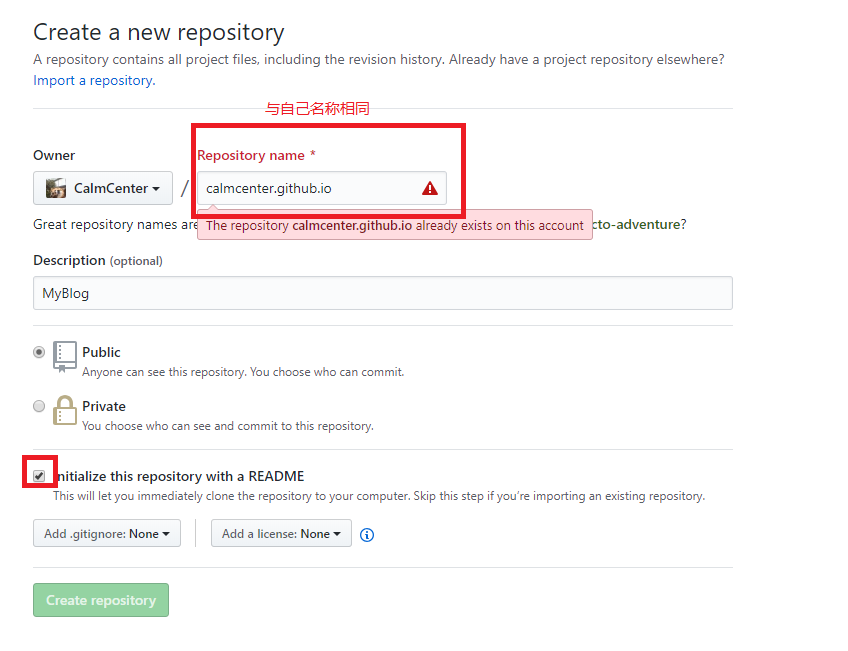 Create a new repository
A repository contains all project files, including the revision history. Already have a project repository elsewhere?
Import a repository.
与自己名称相同
Owner
Repository name *
CalmCenter
/
calmcenter.github.io
Great repository names are
cto-adventure?
The repository calmcenter.github.io already exists on this account
Description (optional)
MyBlog
Public
Anyone can see this repository. You choose who can commit.
Private
You choose who can see and commit to this repository.
nitialize this repository with a README
This will let you immediately clone the repository to your computer. Skip this step if you’re importing an existing repository.
Add .gitignore: None
Add a license: None
Create repository